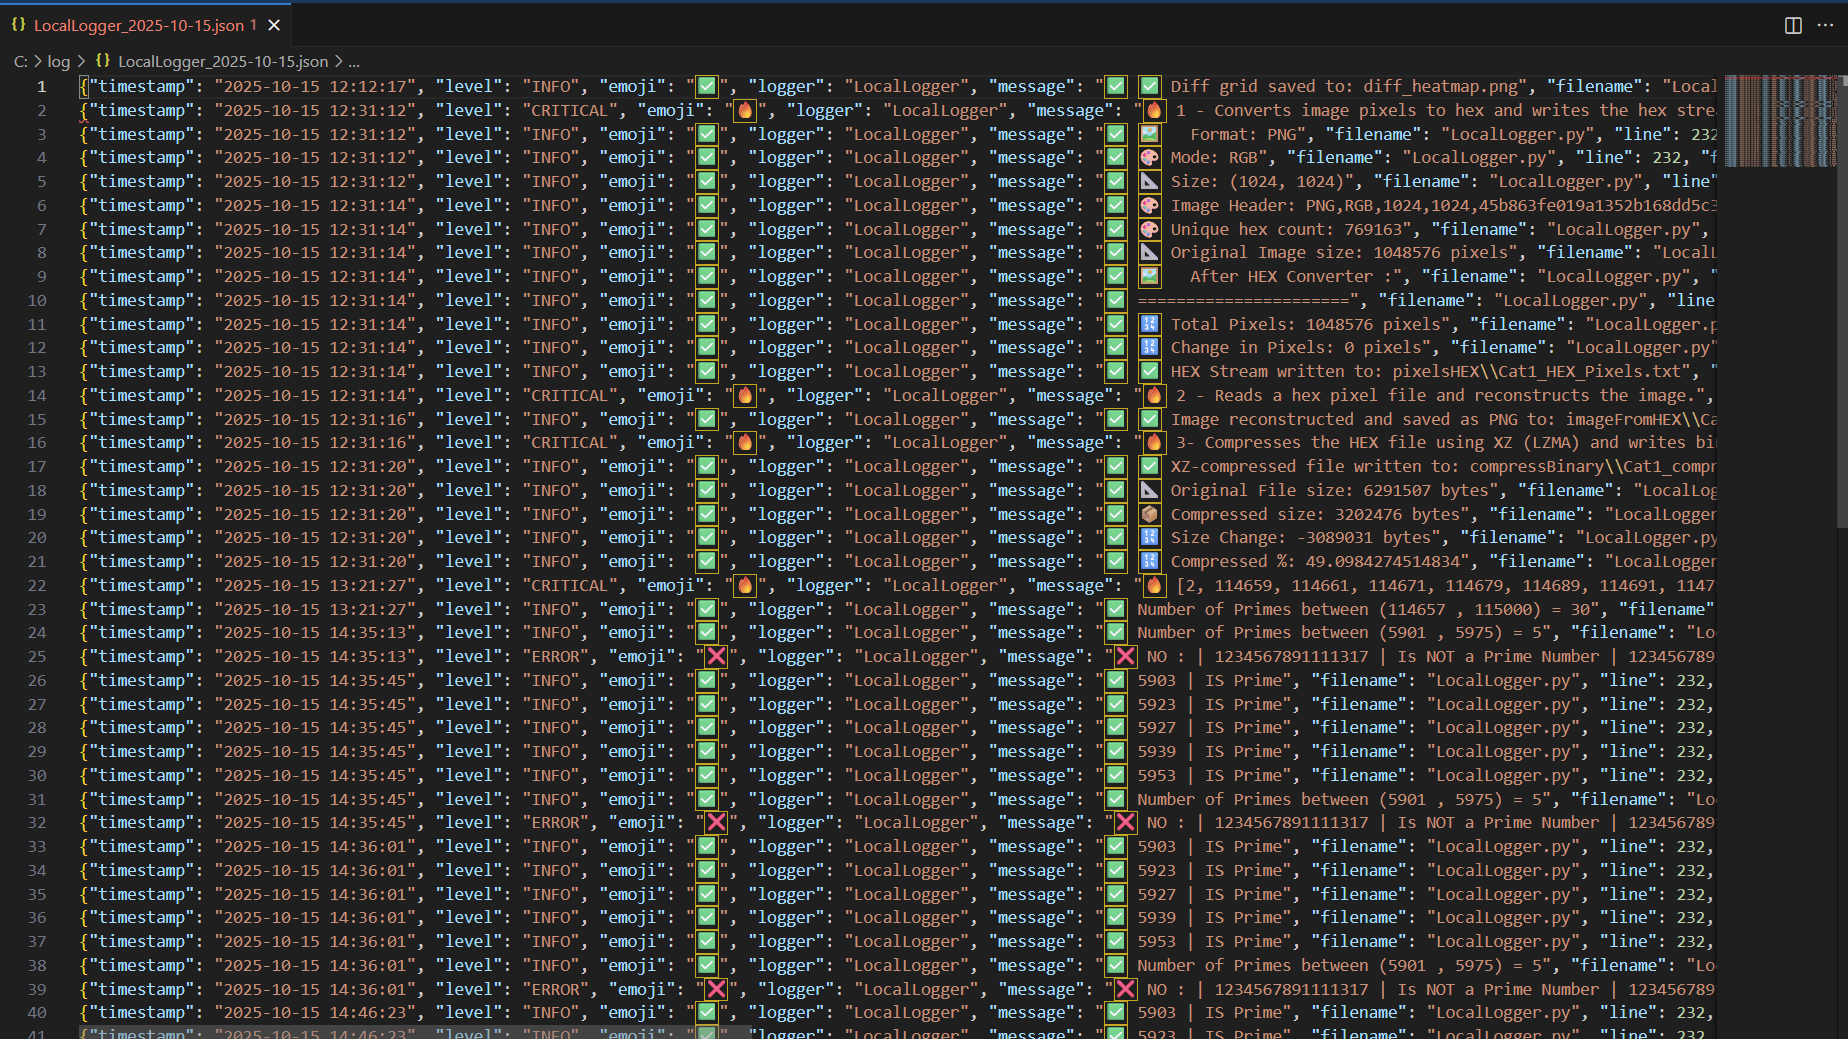 {} LocalLogger_2025-10-15.json 1 ×
C: > log > {} LocalLogger_2025-10-15.json > ...
1 {"timestamp": "2025-10-15 12:12:17", "level": "INFO", "emoji": "✅", "logger": "LocalLogger", "message": "✅ ✅ Diff grid saved to: diff_heatmap.png", "filename": "Local
2 {"timestamp": "2025-10-15 12:31:12", "level": "CRITICAL", "emoji": "🔥", "logger": "LocalLogger", "message": "🔥 1 - Converts image pixels to hex and writes the hex stre
3 {"timestamp": "2025-10-15 12:31:12", "level": "INFO", "emoji": "✅", "logger": "LocalLogger", "message": "✅ 🖼️ Format: PNG", "filename": "LocalLogger.py", "line": 232
4 {"timestamp": "2025-10-15 12:31:12", "level": "INFO", "emoji": "✅", "logger": "LocalLogger", "message": "✅ 🎨 Mode: RGB", "filename": "LocalLogger.py", "line": 232, "f
5 {"timestamp": "2025-10-15 12:31:12", "level": "INFO", "emoji": "✅", "logger": "LocalLogger", "message": "✅ 📐 Size: (1024, 1024)", "filename": "LocalLogger.py", "line"
6 {"timestamp": "2025-10-15 12:31:14", "level": "INFO", "emoji": "✅", "logger": "LocalLogger", "message": "✅ 🎨 Image Header: PNG,RGB,1024,1024,45b863fe019a1352b168dd5c3
7 {"timestamp": "2025-10-15 12:31:14", "level": "INFO", "emoji": "✅", "logger": "LocalLogger", "message": "✅ 🎨 Unique hex count: 769163", "filename": "LocalLogger.py",
8 {"timestamp": "2025-10-15 12:31:14", "level": "INFO", "emoji": "✅", "logger": "LocalLogger", "message": "✅ 📐 Original Image size: 1048576 pixels", "filename": "LocalL
9 {"timestamp": "2025-10-15 12:31:14", "level": "INFO", "emoji": "✅", "logger": "LocalLogger", "message": "✅ 🖼️ After HEX Converter :", "filename": "LocalLogger.py", "
10 {"timestamp": "2025-10-15 12:31:14", "level": "INFO", "emoji": "✅", "logger": "LocalLogger", "message": "✅ ======================", "filename": "LocalLogger.py", "line
11 {"timestamp": "2025-10-15 12:31:14", "level": "INFO", "emoji": "✅", "logger": "LocalLogger", "message": "✅ 🔢 Total Pixels: 1048576 pixels", "filename": "LocalLogger.p
12 {"timestamp": "2025-10-15 12:31:14", "level": "INFO", "emoji": "✅", "logger": "LocalLogger", "message": "✅ 🔢 Change in Pixels: 0 pixels", "filename": "LocalLogger.py"
13 {"timestamp": "2025-10-15 12:31:14", "level": "INFO", "emoji": "✅", "logger": "LocalLogger", "message": "✅ ✅ HEX Stream written to: pixelsHEX\\Cat1_HEX_Pixels.txt", "
14 {"timestamp": "2025-10-15 12:31:14", "level": "CRITICAL", "emoji": "🔥", "logger": "LocalLogger", "message": "🔥 2 - Reads a hex pixel file and reconstructs the image.",
15 {"timestamp": "2025-10-15 12:31:16", "level": "INFO", "emoji": "✅", "logger": "LocalLogger", "message": "✅ ✅ Image reconstructed and saved as PNG to: imageFromHEX\\Ca
16 {"timestamp": "2025-10-15 12:31:16", "level": "CRITICAL", "emoji": "🔥", "logger": "LocalLogger", "message": "🔥 3- Compresses the HEX file using XZ (LZMA) and writes bi
17 {"timestamp": "2025-10-15 12:31:20", "level": "INFO", "emoji": "✅", "logger": "LocalLogger", "message": "✅ ✅ XZ-compressed file written to: compressBinary\\Cat1_compr
18 {"timestamp": "2025-10-15 12:31:20", "level": "INFO", "emoji": "✅", "logger": "LocalLogger", "message": "✅ 📐 Original File size: 6291507 bytes", "filename": "LocalLog
19 {"timestamp": "2025-10-15 12:31:20", "level": "INFO", "emoji": "✅", "logger": "LocalLogger", "message": "✅ 📦 Compressed size: 3202476 bytes", "filename": "LocalLogger
20 {"timestamp": "2025-10-15 12:31:20", "level": "INFO", "emoji": "✅", "logger": "LocalLogger", "message": "✅ 🔢 Size Change: -3089031 bytes", "filename": "LocalLogger.py
21 {"timestamp": "2025-10-15 12:31:20", "level": "INFO", "emoji": "✅", "logger": "LocalLogger", "message": "✅ 🔢 Compressed %: 49.0984274514834", "filename": "LocalLogger
22 {"timestamp": "2025-10-15 13:21:27", "level": "CRITICAL", "emoji": "🔥", "logger": "LocalLogger", "message": "🔥 [2, 114659, 114661, 114671, 114679, 114689, 114691, 1147
23 {"timestamp": "2025-10-15 13:21:27", "level": "INFO", "emoji": "✅", "logger": "LocalLogger", "message": "✅ Number of Primes between (114657 , 115000) = 30", "filename"
24 {"timestamp": "2025-10-15 14:35:13", "level": "INFO", "emoji": "✅", "logger": "LocalLogger", "message": "✅ Number of Primes between (5901 , 5975) = 5", "filename": "Lo
25 {"timestamp": "2025-10-15 14:35:13", "level": "ERROR", "emoji": "❌", "logger": "LocalLogger", "message": "❌ NO : | 1234567891111317 | Is NOT a Prime Number | 123456789
26 {"timestamp": "2025-10-15 14:35:45", "level": "INFO", "emoji": "✅", "logger": "LocalLogger", "message": "✅ 5903 | IS Prime", "filename": "LocalLogger.py", "line": 232,
27 {"timestamp": "2025-10-15 14:35:45", "level": "INFO", "emoji": "✅", "logger": "LocalLogger", "message": "✅ 5923 | IS Prime", "filename": "LocalLogger.py", "line": 232,
28 {"timestamp": "2025-10-15 14:35:45", "level": "INFO", "emoji": "✅", "logger": "LocalLogger", "message": "✅ 5927 | IS Prime", "filename": "LocalLogger.py", "line": 232,
29 {"timestamp": "2025-10-15 14:35:45", "level": "INFO", "emoji": "✅", "logger": "LocalLogger", "message": "✅ 5939 | IS Prime", "filename": "LocalLogger.py", "line": 232,
30 {"timestamp": "2025-10-15 14:35:45", "level": "INFO", "emoji": "✅", "logger": "LocalLogger", "message": "✅ 5953 | IS Prime", "filename": "LocalLogger.py", "line": 232,
31 {"timestamp": "2025-10-15 14:35:45", "level": "INFO", "emoji": "✅", "logger": "LocalLogger", "message": "✅ Number of Primes between (5901 , 5975) = 5", "filename": "Lo
32 {"timestamp": "2025-10-15 14:35:45", "level": "ERROR", "emoji": "❌", "logger": "LocalLogger", "message": "❌ NO : | 1234567891111317 | Is NOT a Prime Number | 123456789
33 {"timestamp": "2025-10-15 14:36:01", "level": "INFO", "emoji": "✅", "logger": "LocalLogger", "message": "✅ 5903 | IS Prime", "filename": "LocalLogger.py", "line": 232,
34 {"timestamp": "2025-10-15 14:36:01", "level": "INFO", "emoji": "✅", "logger": "LocalLogger", "message": "✅ 5923 | IS Prime", "filename": "LocalLogger.py", "line": 232,
35 {"timestamp": "2025-10-15 14:36:01", "level": "INFO", "emoji": "✅", "logger": "LocalLogger", "message": "✅ 5927 | IS Prime", "filename": "LocalLogger.py", "line": 232,
36 {"timestamp": "2025-10-15 14:36:01", "level": "INFO", "emoji": "✅", "logger": "LocalLogger", "message": "✅ 5939 | IS Prime", "filename": "LocalLogger.py", "line": 232,
37 {"timestamp": "2025-10-15 14:36:01", "level": "INFO", "emoji": "✅", "logger": "LocalLogger", "message": "✅ 5953 | IS Prime", "filename": "LocalLogger.py", "line": 232,
38 {"timestamp": "2025-10-15 14:36:01", "level": "INFO", "emoji": "✅", "logger": "LocalLogger", "message": "✅ Number of Primes between (5901 , 5975) = 5", "filename": "Lo
39 {"timestamp": "2025-10-15 14:36:01", "level": "ERROR", "emoji": "❌", "logger": "LocalLogger", "message": "❌ NO : | 1234567891111317 | Is NOT a Prime Number | 123456789
40 {"timestamp": "2025-10-15 14:46:23", "level": "INFO", "emoji": "✅", "logger": "LocalLogger", "message": "✅ 5903 | IS Prime", "filename": "LocalLogger.py", "line": 232,
41 {"timestamp": "2025-10-15 14:46:23", "level": "INFO", "emoji": "✅", "logger": "LocalLogger", "message": "✅ 5923 | IS Prime", "filename": "LocalLogger.py", "line": 232,